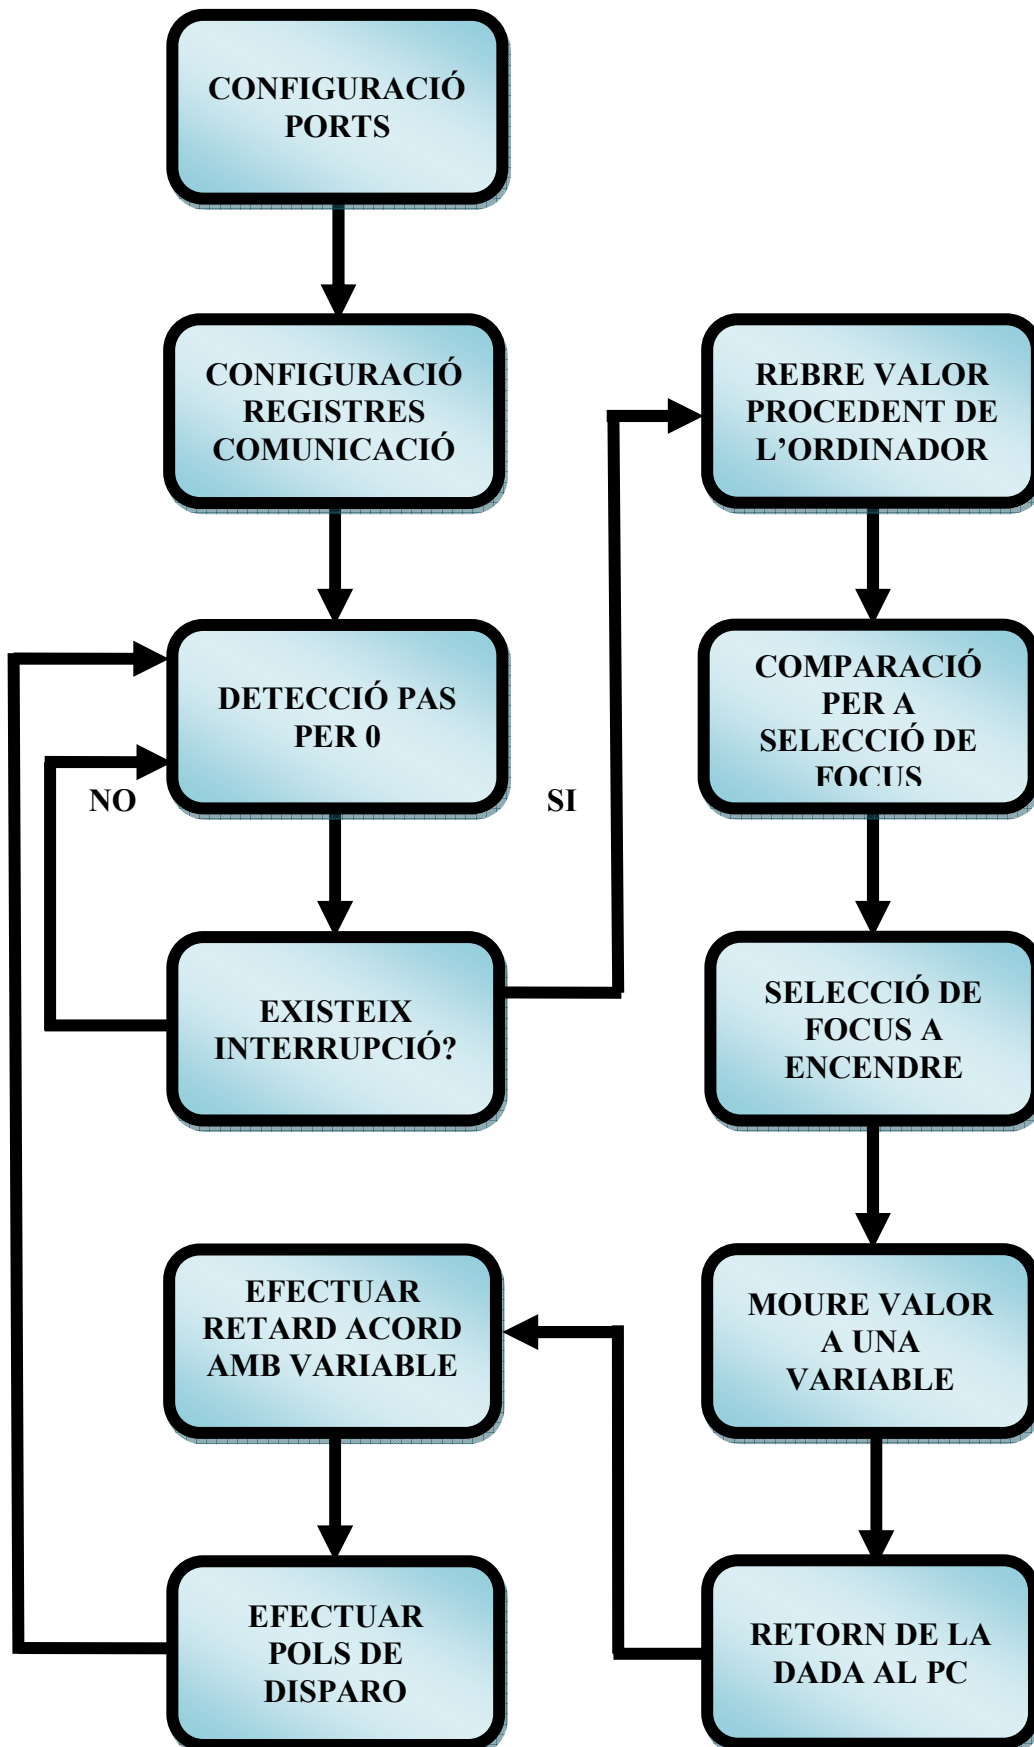 CONFIGURACIÓ
PORTS
CONFIGURACIÓ
REGISTRES
COMUNICACIÓ
DETECCIÓ PAS
PER 0
NO
SI
EXISTEIX
INTERRUPCIÓ?
REBRE VALOR
PROCEDENT DE
L’ORDINADOR
COMPARACIÓ
PER A
SELECCIÓ DE
FOCUS
SELECCIÓ DE
FOCUS A
ENCENDRE
MOURE VALOR
A UNA
VARIABLE
RETORN DE LA
DADA AL PC
EFECTUAR
RETARD ACORD
AMB VARIABLE
EFECTUAR
POLS DE
DISPARO